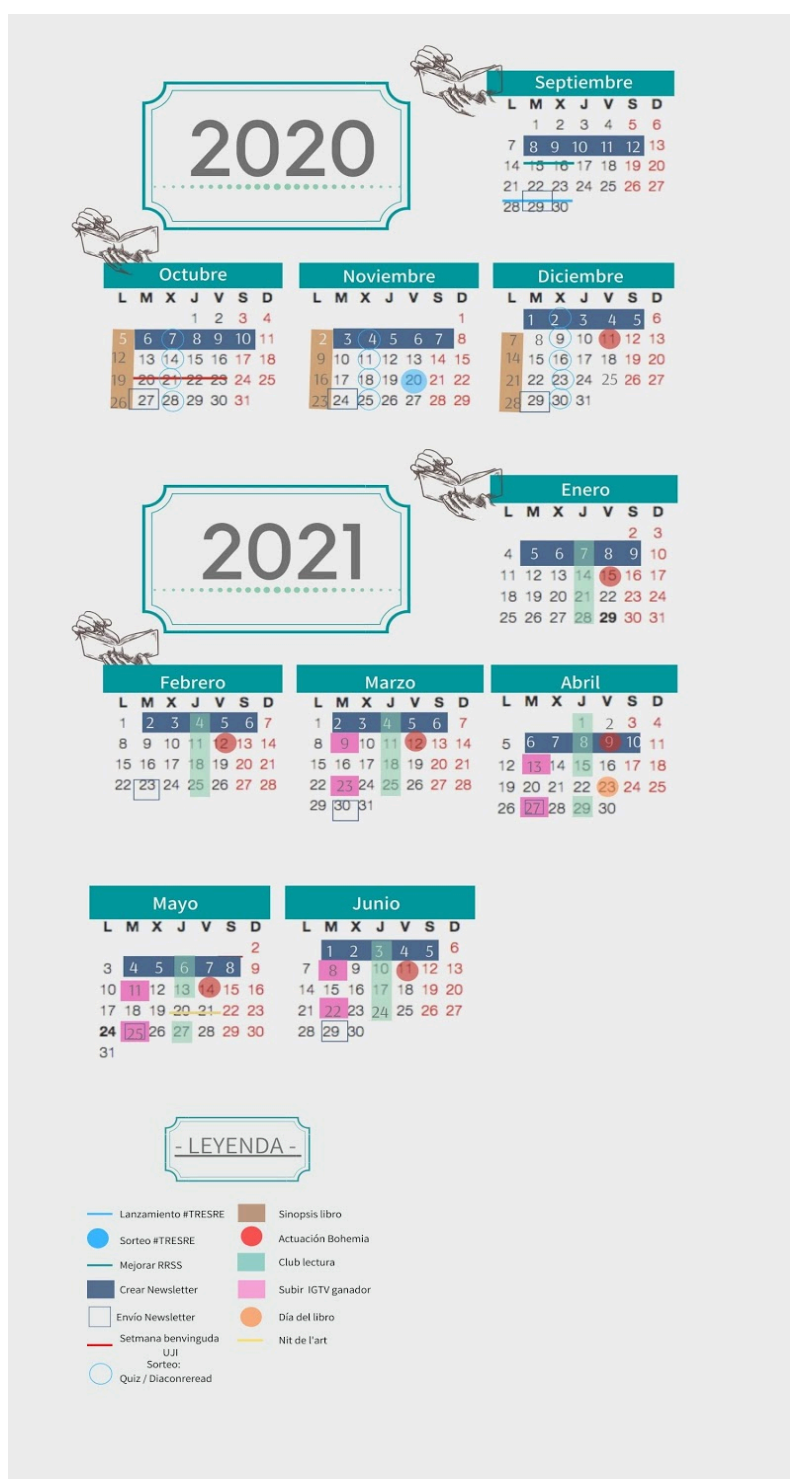 2020
Septiembre
L M X J V S D
1 2 3 4 5 6
7 8 9 10 11 12 13
14 15 16 17 18 19 20
21 22 23 24 25 26 27
28 29 30
Octubre
L M X J V S D
1 2 3 4
5 6 7 8 9 10 11
12 13 14 15 16 17 18
19 20 21 22 23 24 25
26 27 28 29 30 31
Noviembre
L M X J V S D
1
2 3 4 5 6 7 8
9 10 11 12 13 14 15
16 17 18 19 20 21 22
23 24 25 26 27 28 29
Diciembre
L M X J V S D
1 2 3 4 5 6
7 8 9 10 11 12 13
14 15 16 17 18 19 20
21 22 23 24 25 26 27
28 29 30 31
2021
Enero
L M X J V S D
2 3
4 5 6 7 8 9 10
11 12 13 14 15 16 17
18 19 20 21 22 23 24
25 26 27 28 29 30 31
Febrero
L M X J V S D
1 2 3 4 5 6 7
8 9 10 11 12 13 14
15 16 17 18 19 20 21
22 23 24 25 26 27 28
Marzo
L M X J V S D
1 2 3 4 5 6 7
8 9 10 11 12 13 14
15 16 17 18 19 20 21
22 23 24 25 26 27 28
29 30 31
Abril
L M X J V S D
1 2 3 4
5 6 7 8 9 10 11
12 13 14 15 16 17 18
19 20 21 22 23 24 25
26 27 28 29 30
Mayo
L M X J V S D
2
3 4 5 6 7 8 9
10 11 12 13 14 15 16
17 18 19 20 21 22 23
24 25 26 27 28 29 30
31
Junio
L M X J V S D
1 2 3 4 5 6
7 8 9 10 11 12 13
14 15 16 17 18 19 20
21 22 23 24 25 26 27
28 29 30
- LEYENDA -
Lanzamiento #TRESRE
Sorteo #TRESRE
Mejorar RRSS
Crear Newsletter
Envío Newsletter
Setmana benvinguda
UJI
Sorteo:
Quiz / Diaconreread
Sinopsis libro
Actuación Bohemia
Club lectura
Subir IGTV ganador
Día del libro
Nit de l'art